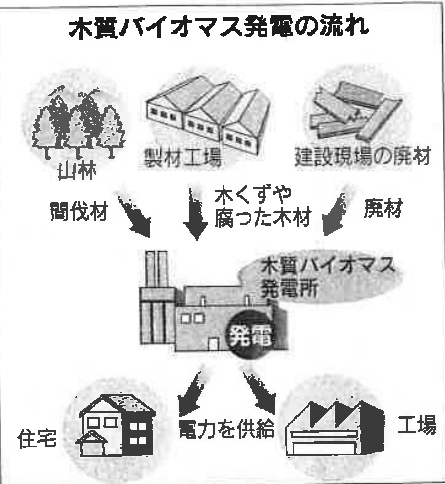 木質バイオマス発電の流れ
山林
製材工場
建設現場の廃材
間伐材
木くずや
腐った木材
廃材
木質バイオマス
発電所
発電
住宅
電力を供給
工場